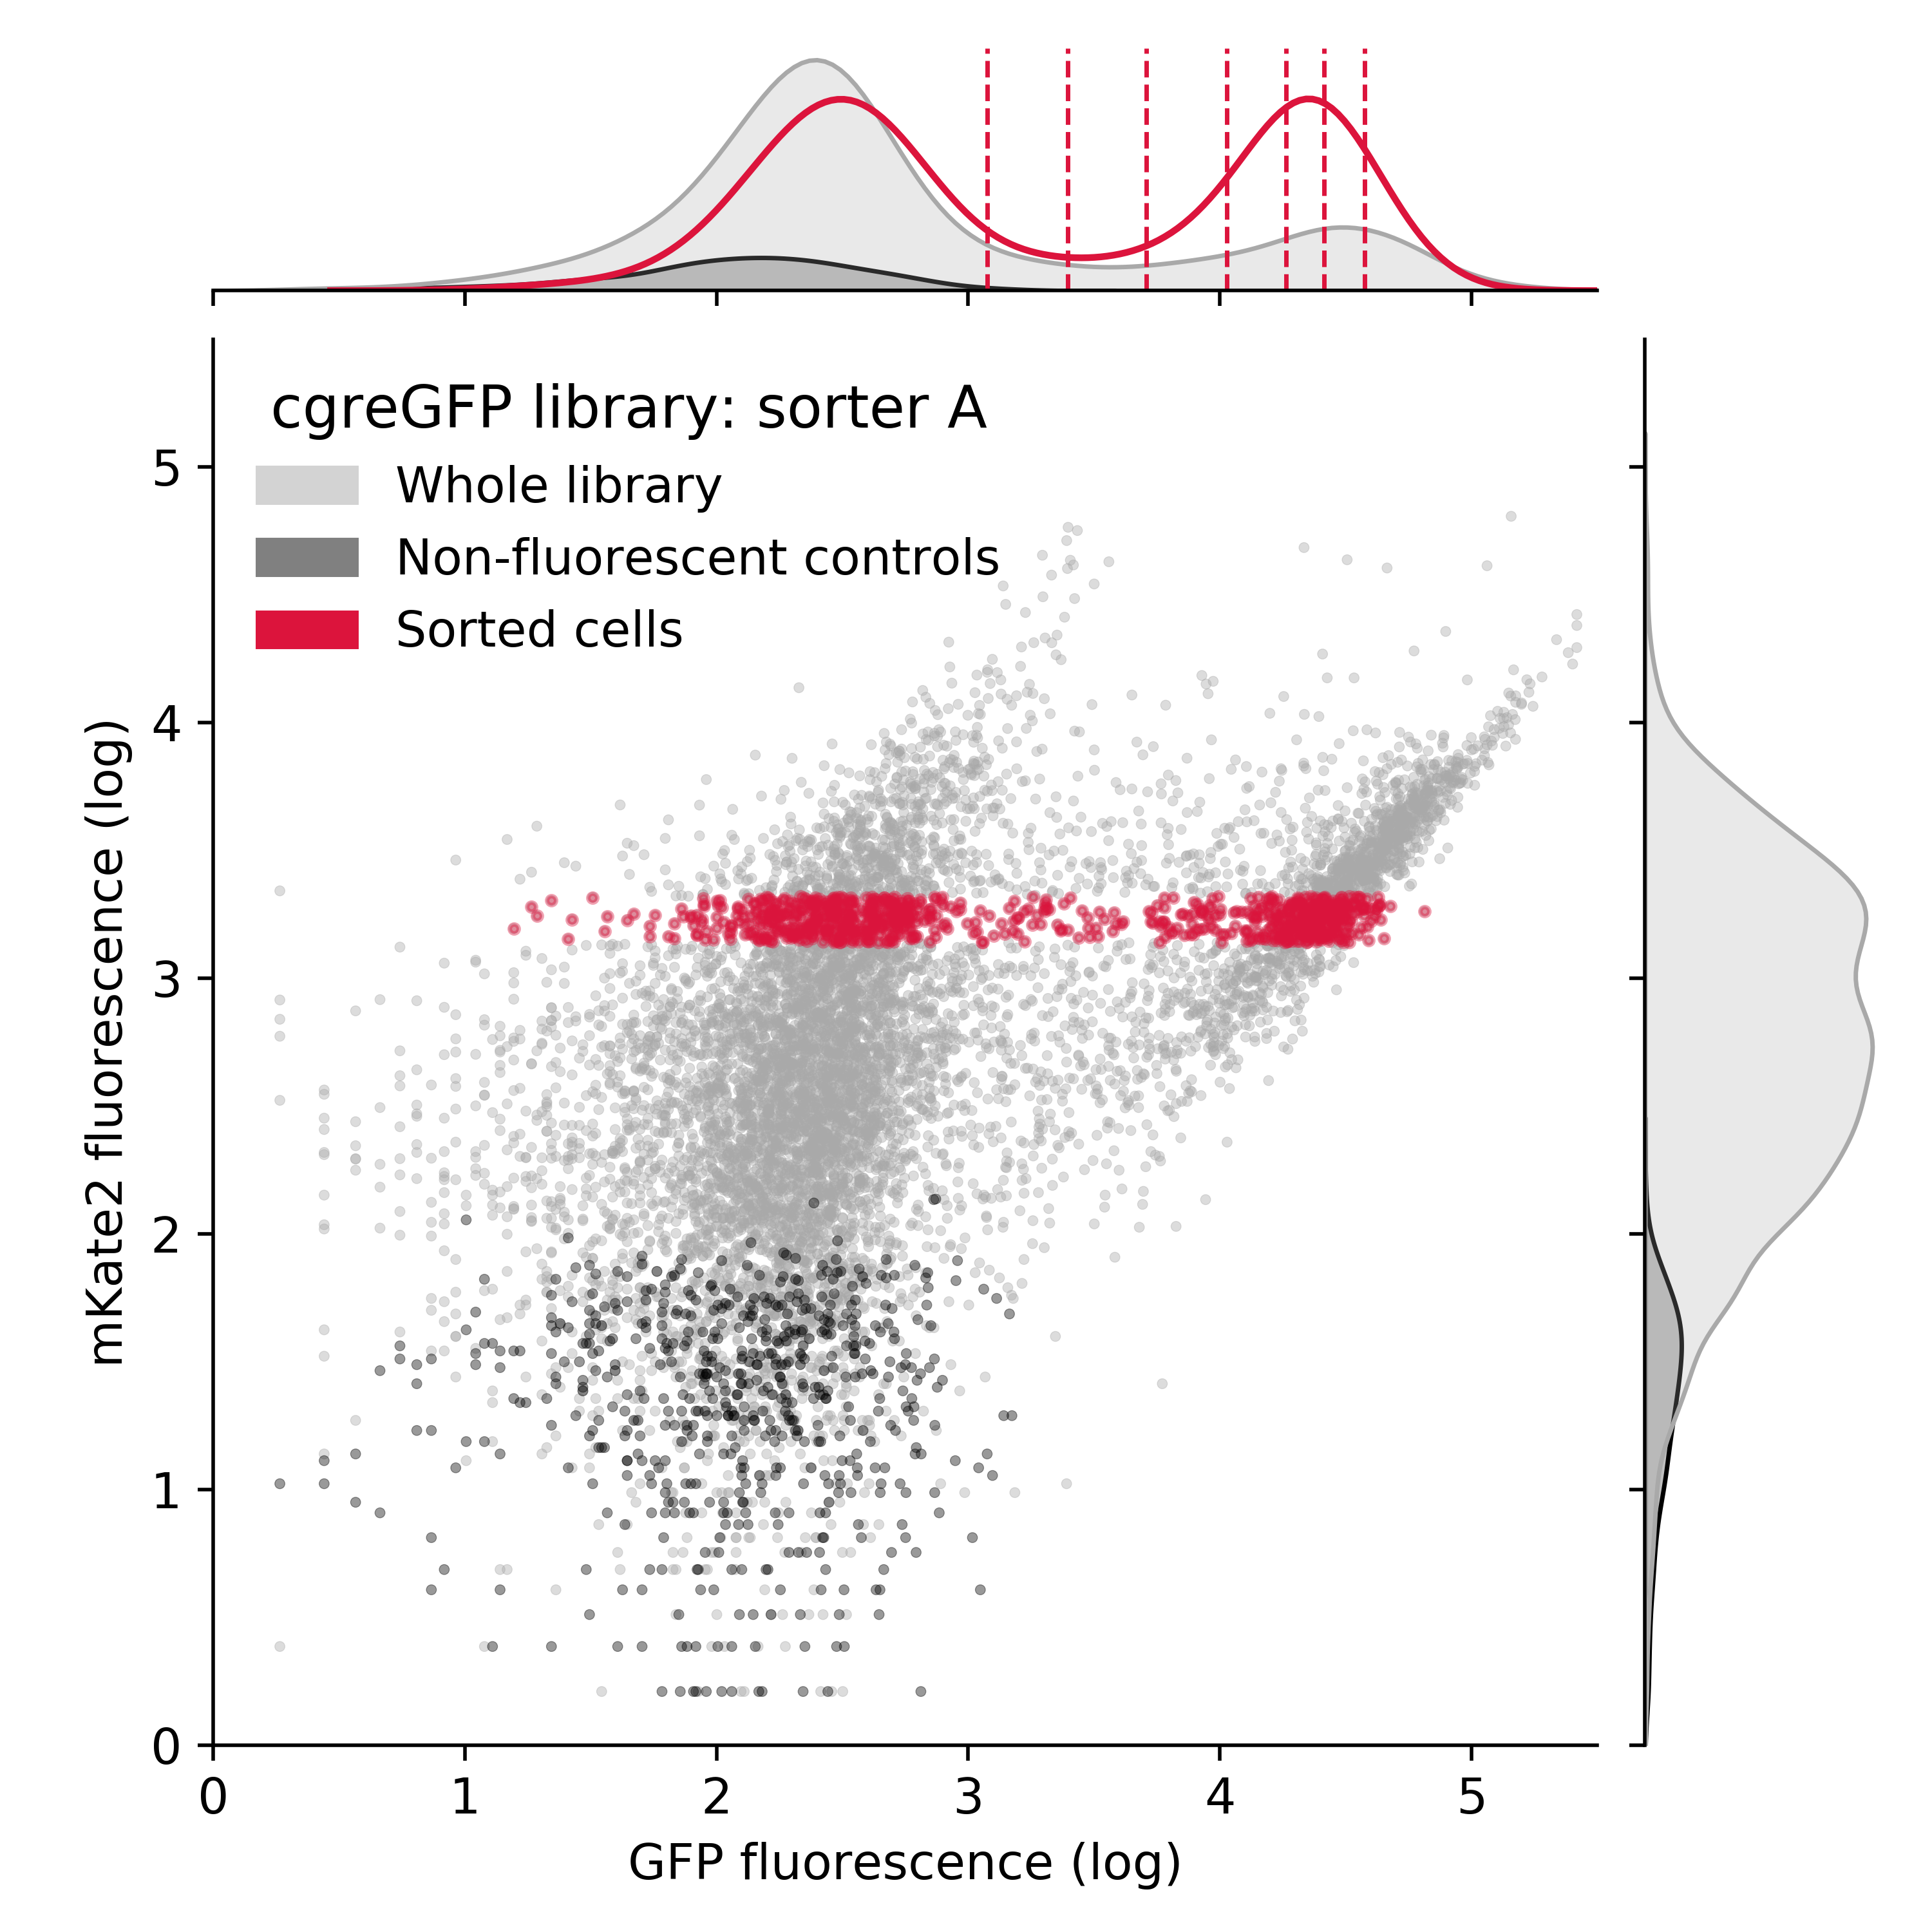 cgreGFP library: sorter A
Whole library
Non-fluorescent controls
Sorted cells
mKate2 fluorescence (log)
5
4
3
2
1
0
0 1 2 3 4 5
GFP fluorescence (log)